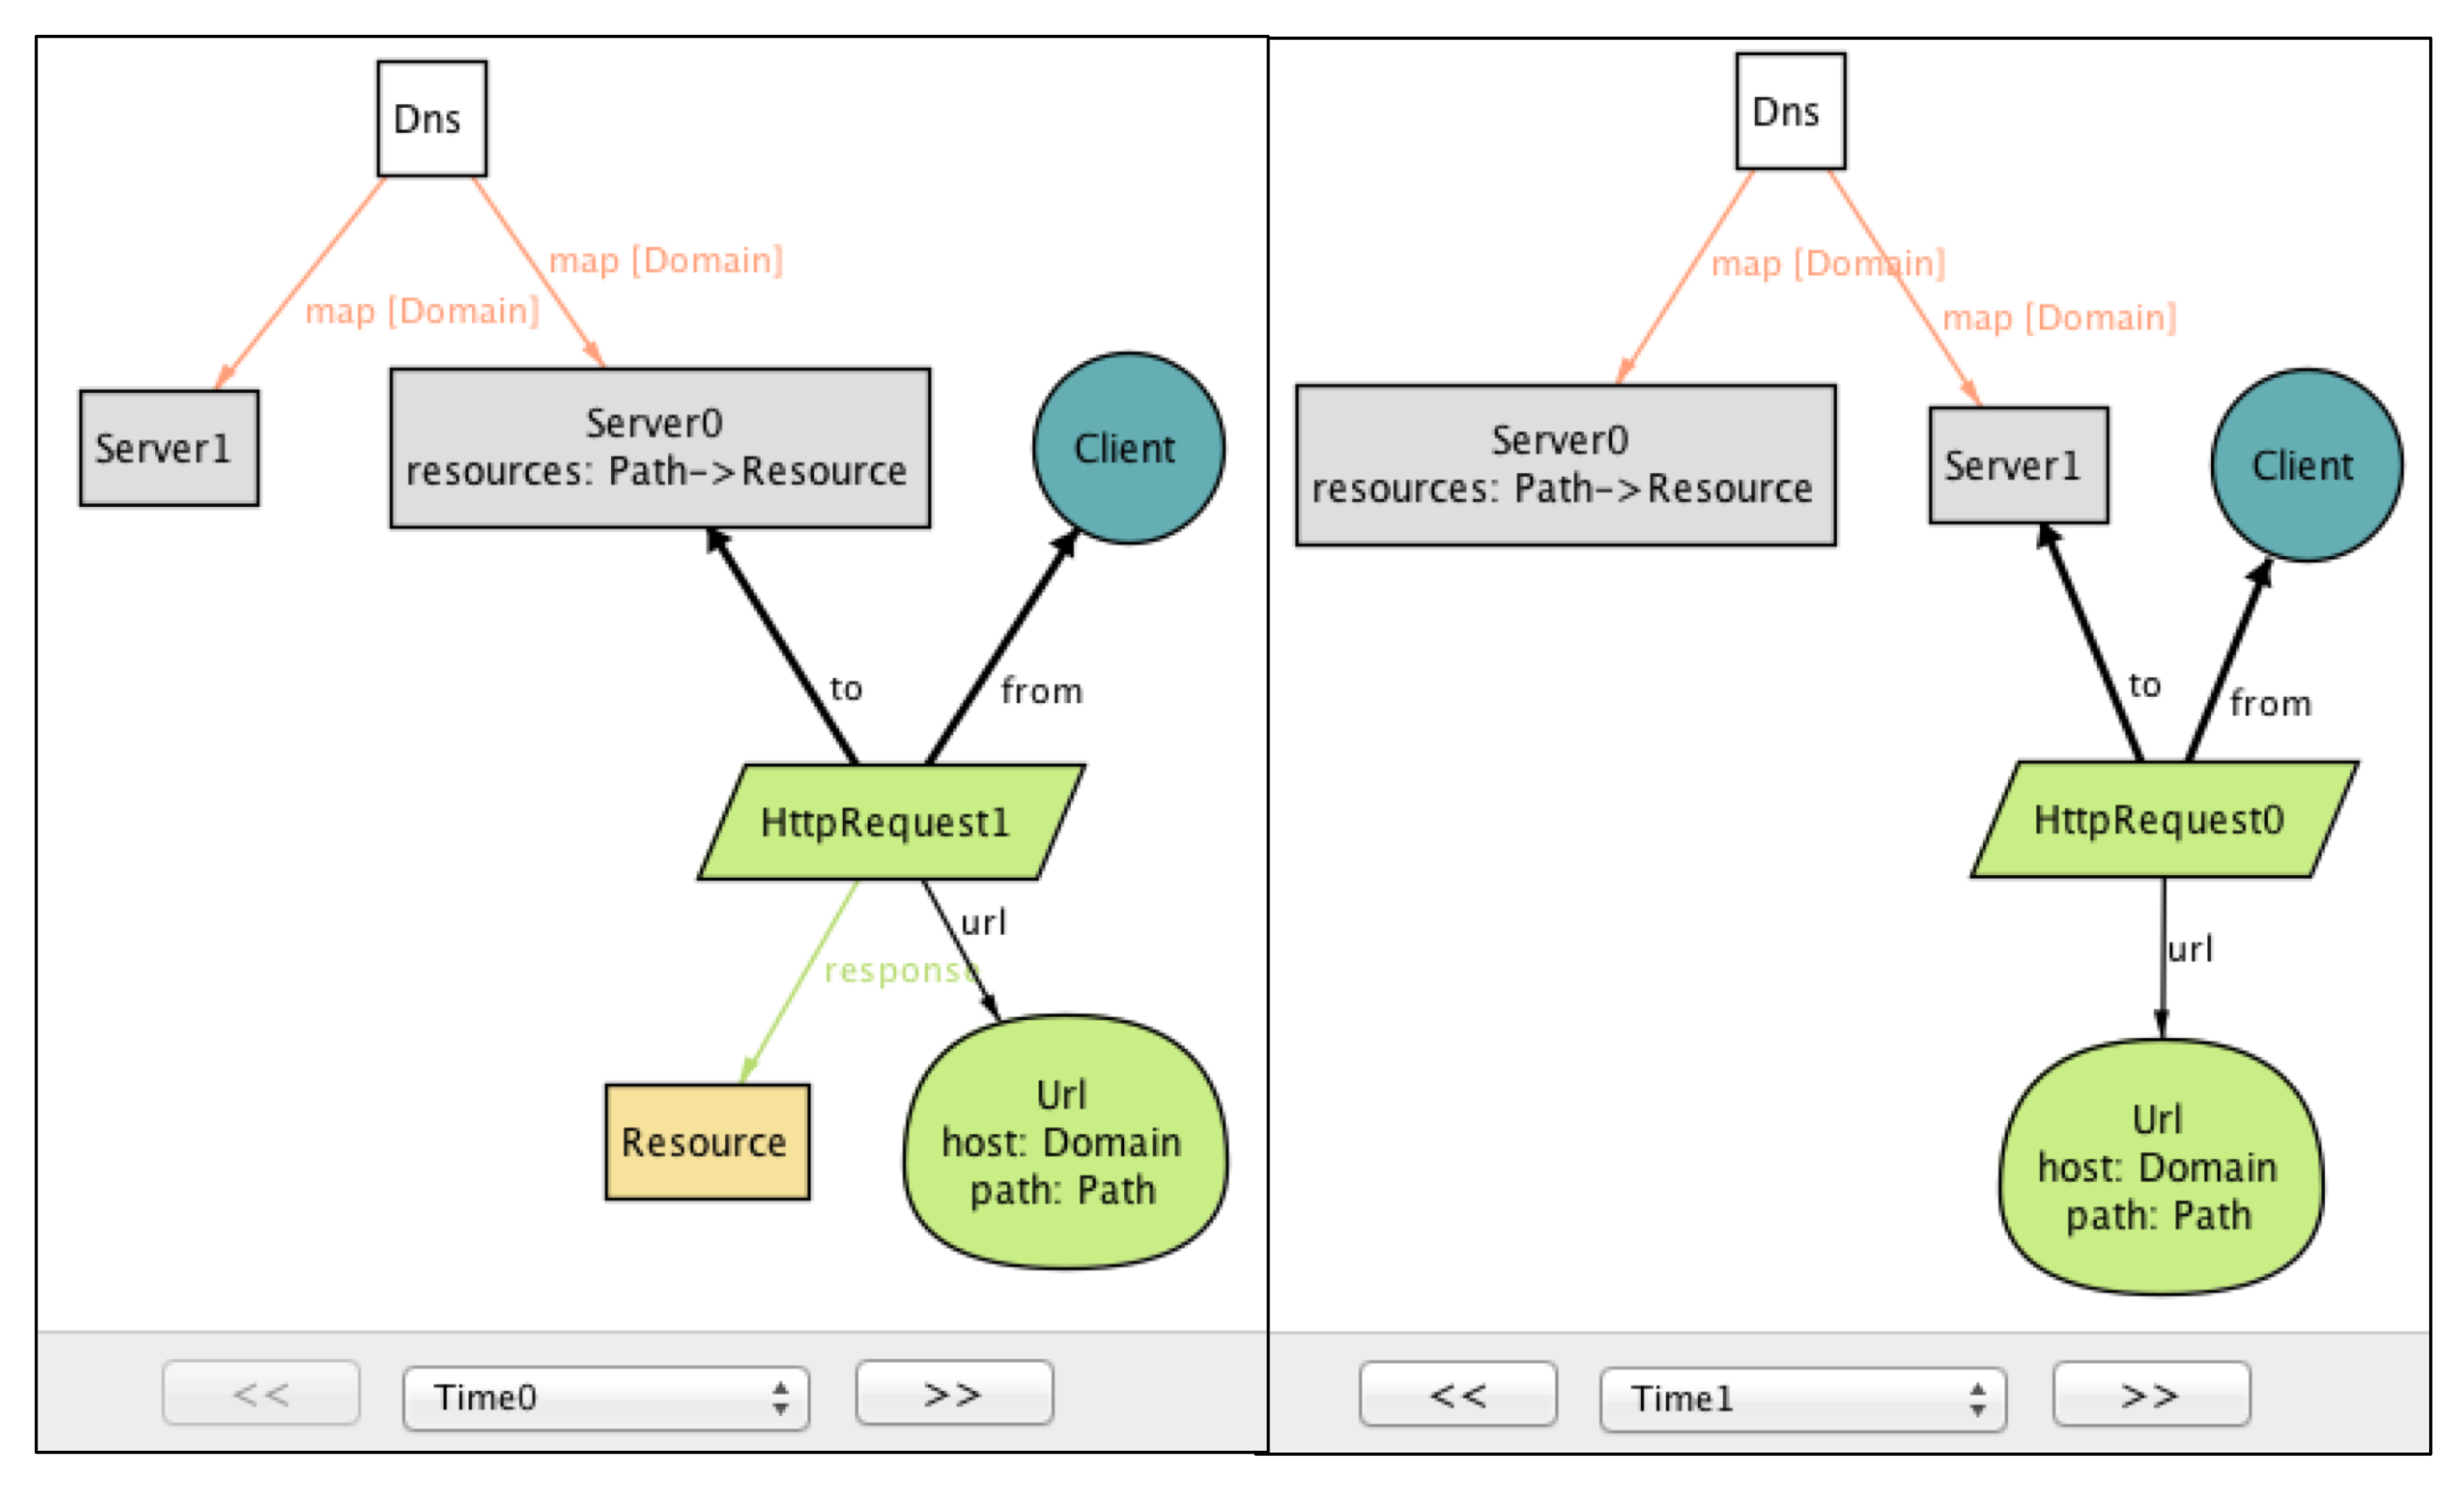 Dns
map [Domain]
map [Domain]
Server1
Server0
resources: Path->Resource
Client
to
from
HttpRequest1
url
response
Resource
Url
host: Domain
path: Path
<<
Time0
>>
Dns
map [Domain]
map [Domain]
Server0
resources: Path->Resource
Server1
Client
to
from
HttpRequest0
url
Url
host: Domain
path: Path
<<
Time1
>>